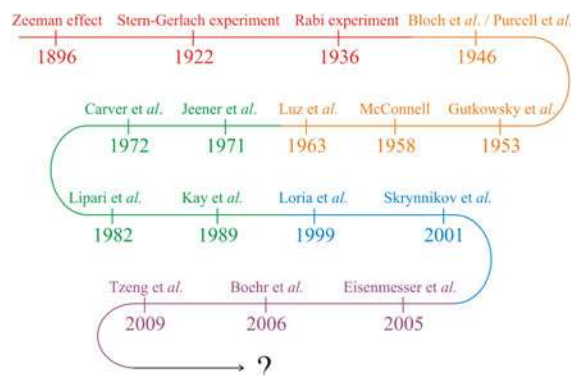 Zeeman effect Stern-Gerlach experiment Rabi experiment Bloch et al. / Purcell et al.
1896 1922 1936 1946
Carver et al. Jeener et al. Luz et al. McConnell Gutkowsky et al.
1972 1971 1963 1958 1953
Lipari et al. Kay et al. Loria et al. Skrynnikov et al.
1982 1989 1999 2001
Tzeng et al. Boehr et al. Eisenmesser et al.
2009 2006 2005
?